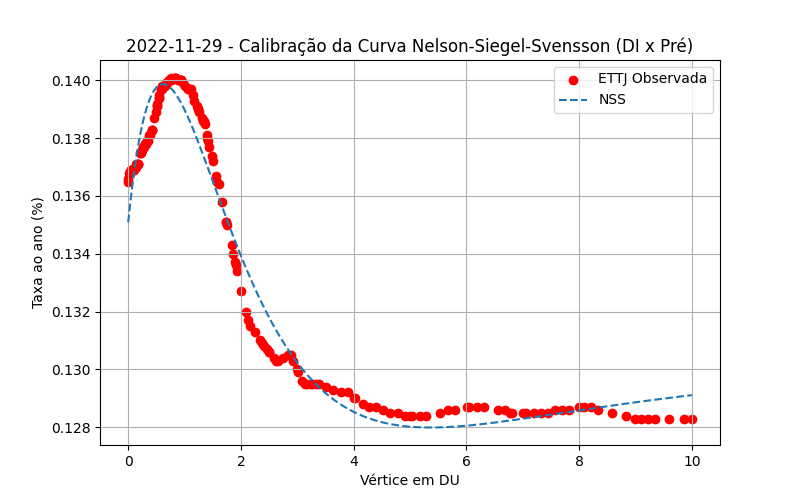 2022-11-29 - Calibração da Curva Nelson-Siegel-Svensson (DI x Pré)
ETTJ Observada
NSS
Taxa ao ano (%)
0.140
0.138
0.136
0.134
0.132
0.130
0.128
0 2 4 6 8 10
Vértice em DU